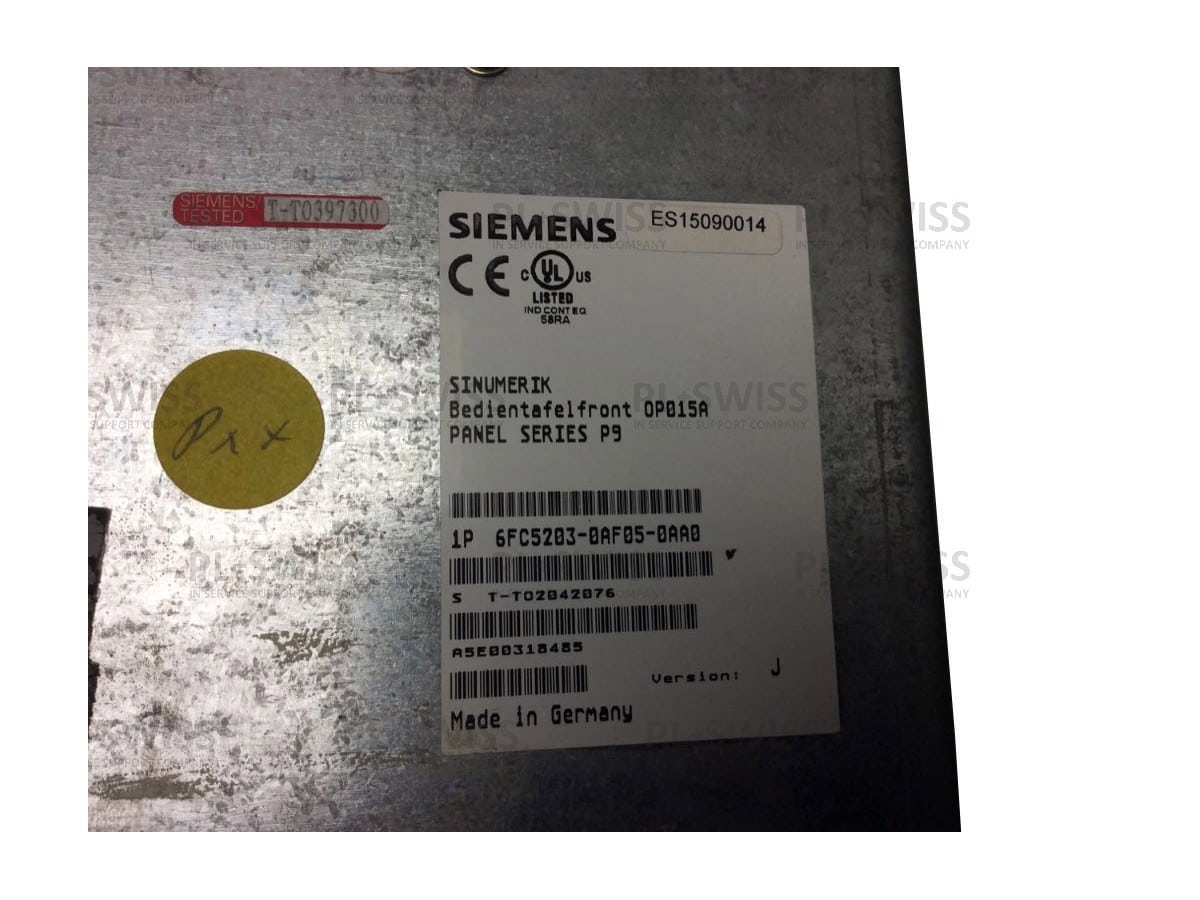 SIEMENS/
TESTED
T-T0397300
SIEMENS
ES15090014
CE
C UL US
LISTED
IND CONT EQ
58RA
SINUMERIK
Bedientafelfront OP015A
PANEL SERIES P9
1P 6FC5203-0AF05-0AA0
S T-T02042076
A5E00318485
Version: J
Made in Germany
PL+SWISS
IN SERVICE SUPPORT COMPANY